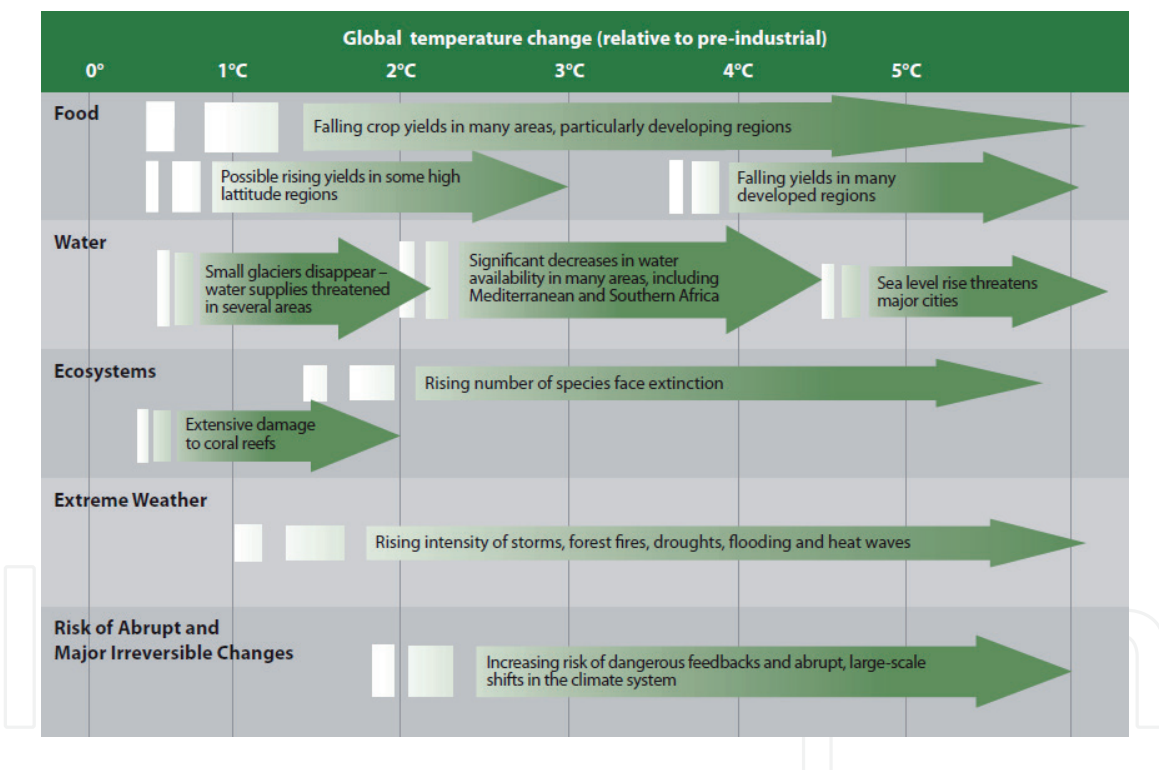 Global temperature change (relative to pre-industrial)
0° 1°C 2°C 3°C 4°C 5°C
Food
Falling crop yields in many areas, particularly developing regions
Possible rising yields in some high
lattitude regions
Falling yields in many
developed regions
Water
Small glaciers disappear –
water supplies threatened
in several areas
Significant decreases in water
availability in many areas, including
Mediterranean and Southern Africa
Sea level rise threatens
major cities
Ecosystems
Rising number of species face extinction
Extensive damage
to coral reefs
Extreme Weather
Rising intensity of storms, forest fires, droughts, flooding and heat waves
Risk of Abrupt and
Major Irreversible Changes
Increasing risk of dangerous feedbacks and abrupt, large-scale
shifts in the climate system